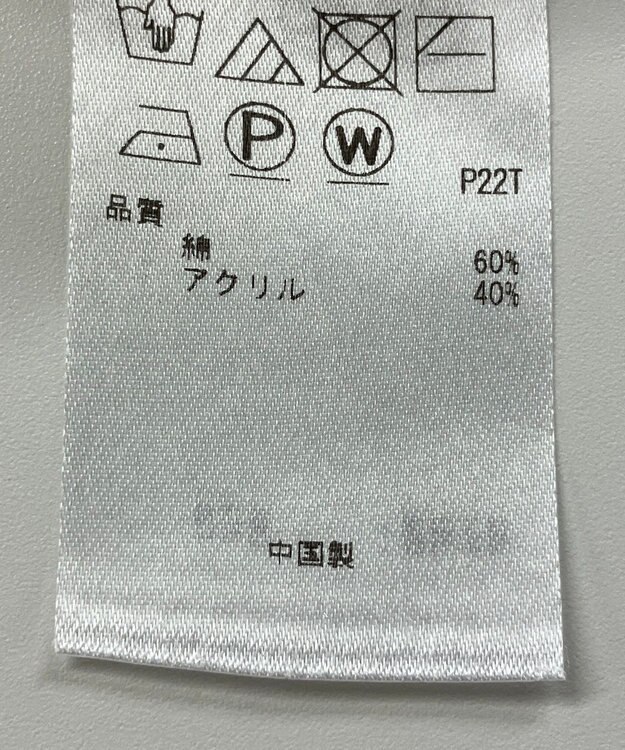 P W
P22T
品質
綿 60%
アクリル 40%
中国製